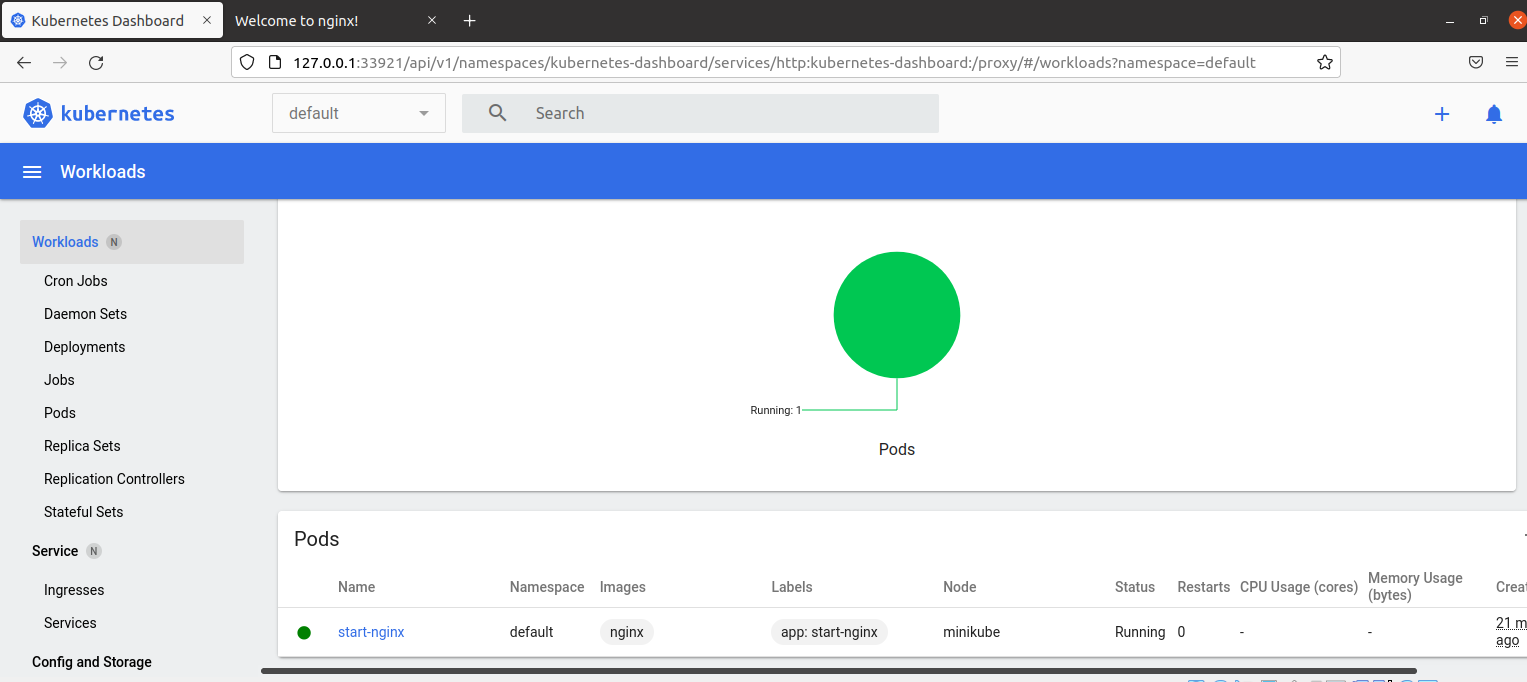 Kubernetes Dashboard
Welcome to nginx!
127.0.0.1:33921/api/v1/namespaces/kubernetes-dashboard/services/http:kubernetes-dashboard:/proxy/#/workloads?namespace=default
kubernetes
default
Search
Workloads
Workloads N
Cron Jobs
Daemon Sets
Deployments
Jobs
Pods
Replica Sets
Replication Controllers
Stateful Sets
Service N
Ingresses
Services
Config and Storage
Running: 1
Pods
Pods
Name Namespace Images Labels Node Status Restarts CPU Usage (cores) Memory Usage (bytes) Creat
start-nginx default nginx app: start-nginx minikube Running 0 - - 21 m
ago